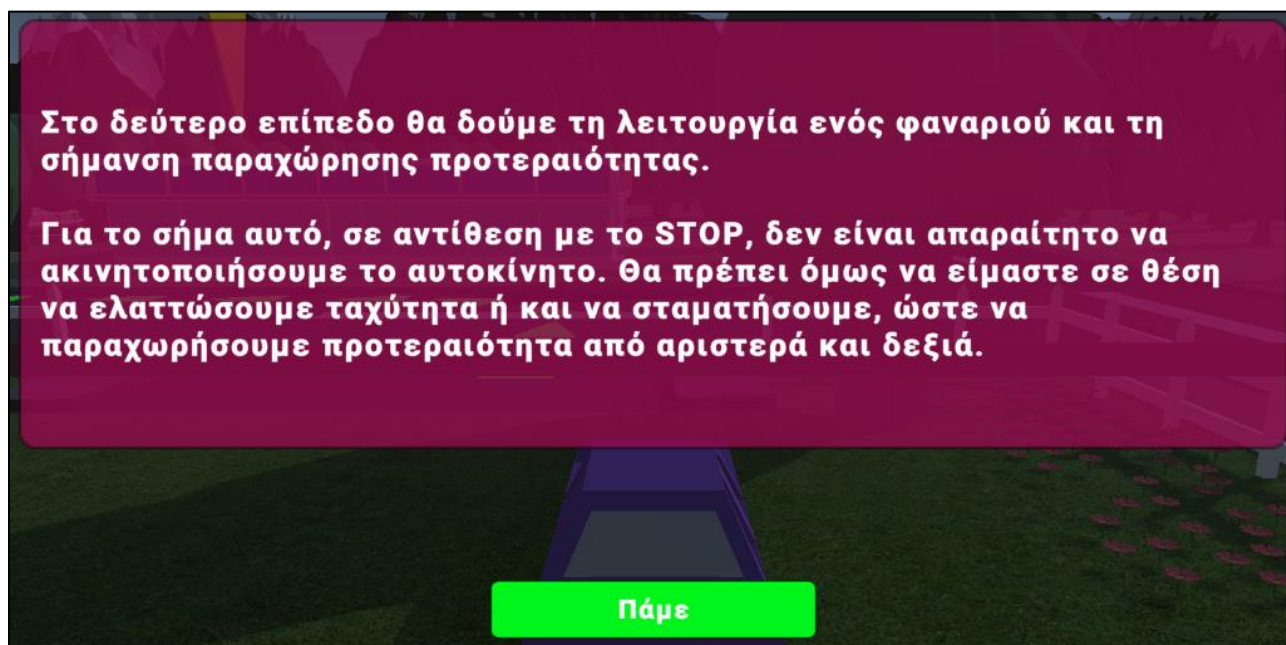 Στο δεύτερο επίπεδο θα δούμε τη λειτουργία ενός φαναριού και τη
σήμανση παραχώρησης προτεραιότητας.
Για το σήμα αυτό, σε αντίθεση με το STOP, δεν είναι απαραίτητο να
ακινητοποιήσουμε το αυτοκίνητο. Θα πρέπει όμως να είμαστε σε θέση
να ελαττώσουμε ταχύτητα ή και να σταματήσουμε, ώστε να
παραχωρήσουμε προτεραιότητα από αριστερά και δεξιά.
Πάμε